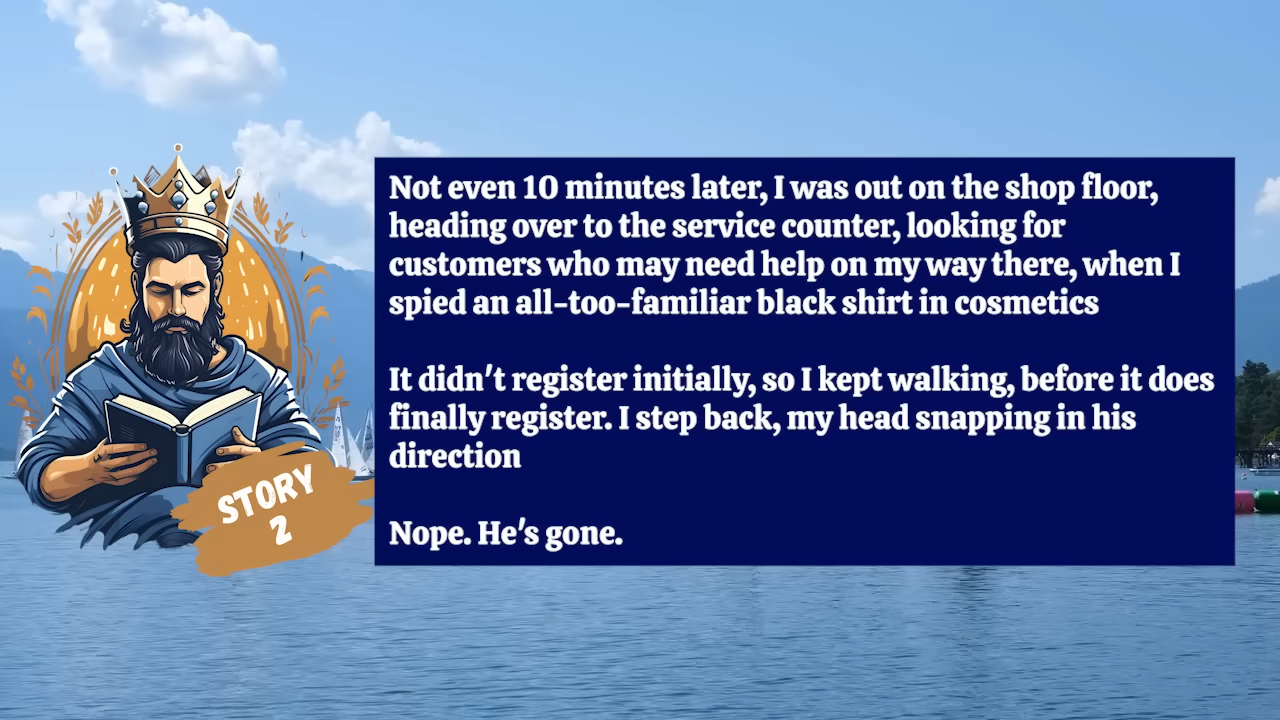 Not even 10 minutes later, I was out on the shop floor,
heading over to the service counter, looking for
customers who may need help on my way there, when I
spied an all-too-familiar black shirt in cosmetics
It didn't register initially, so I kept walking, before it does
finally register. I step back, my head snapping in his
direction
Nope. He's gone.
STORY
2